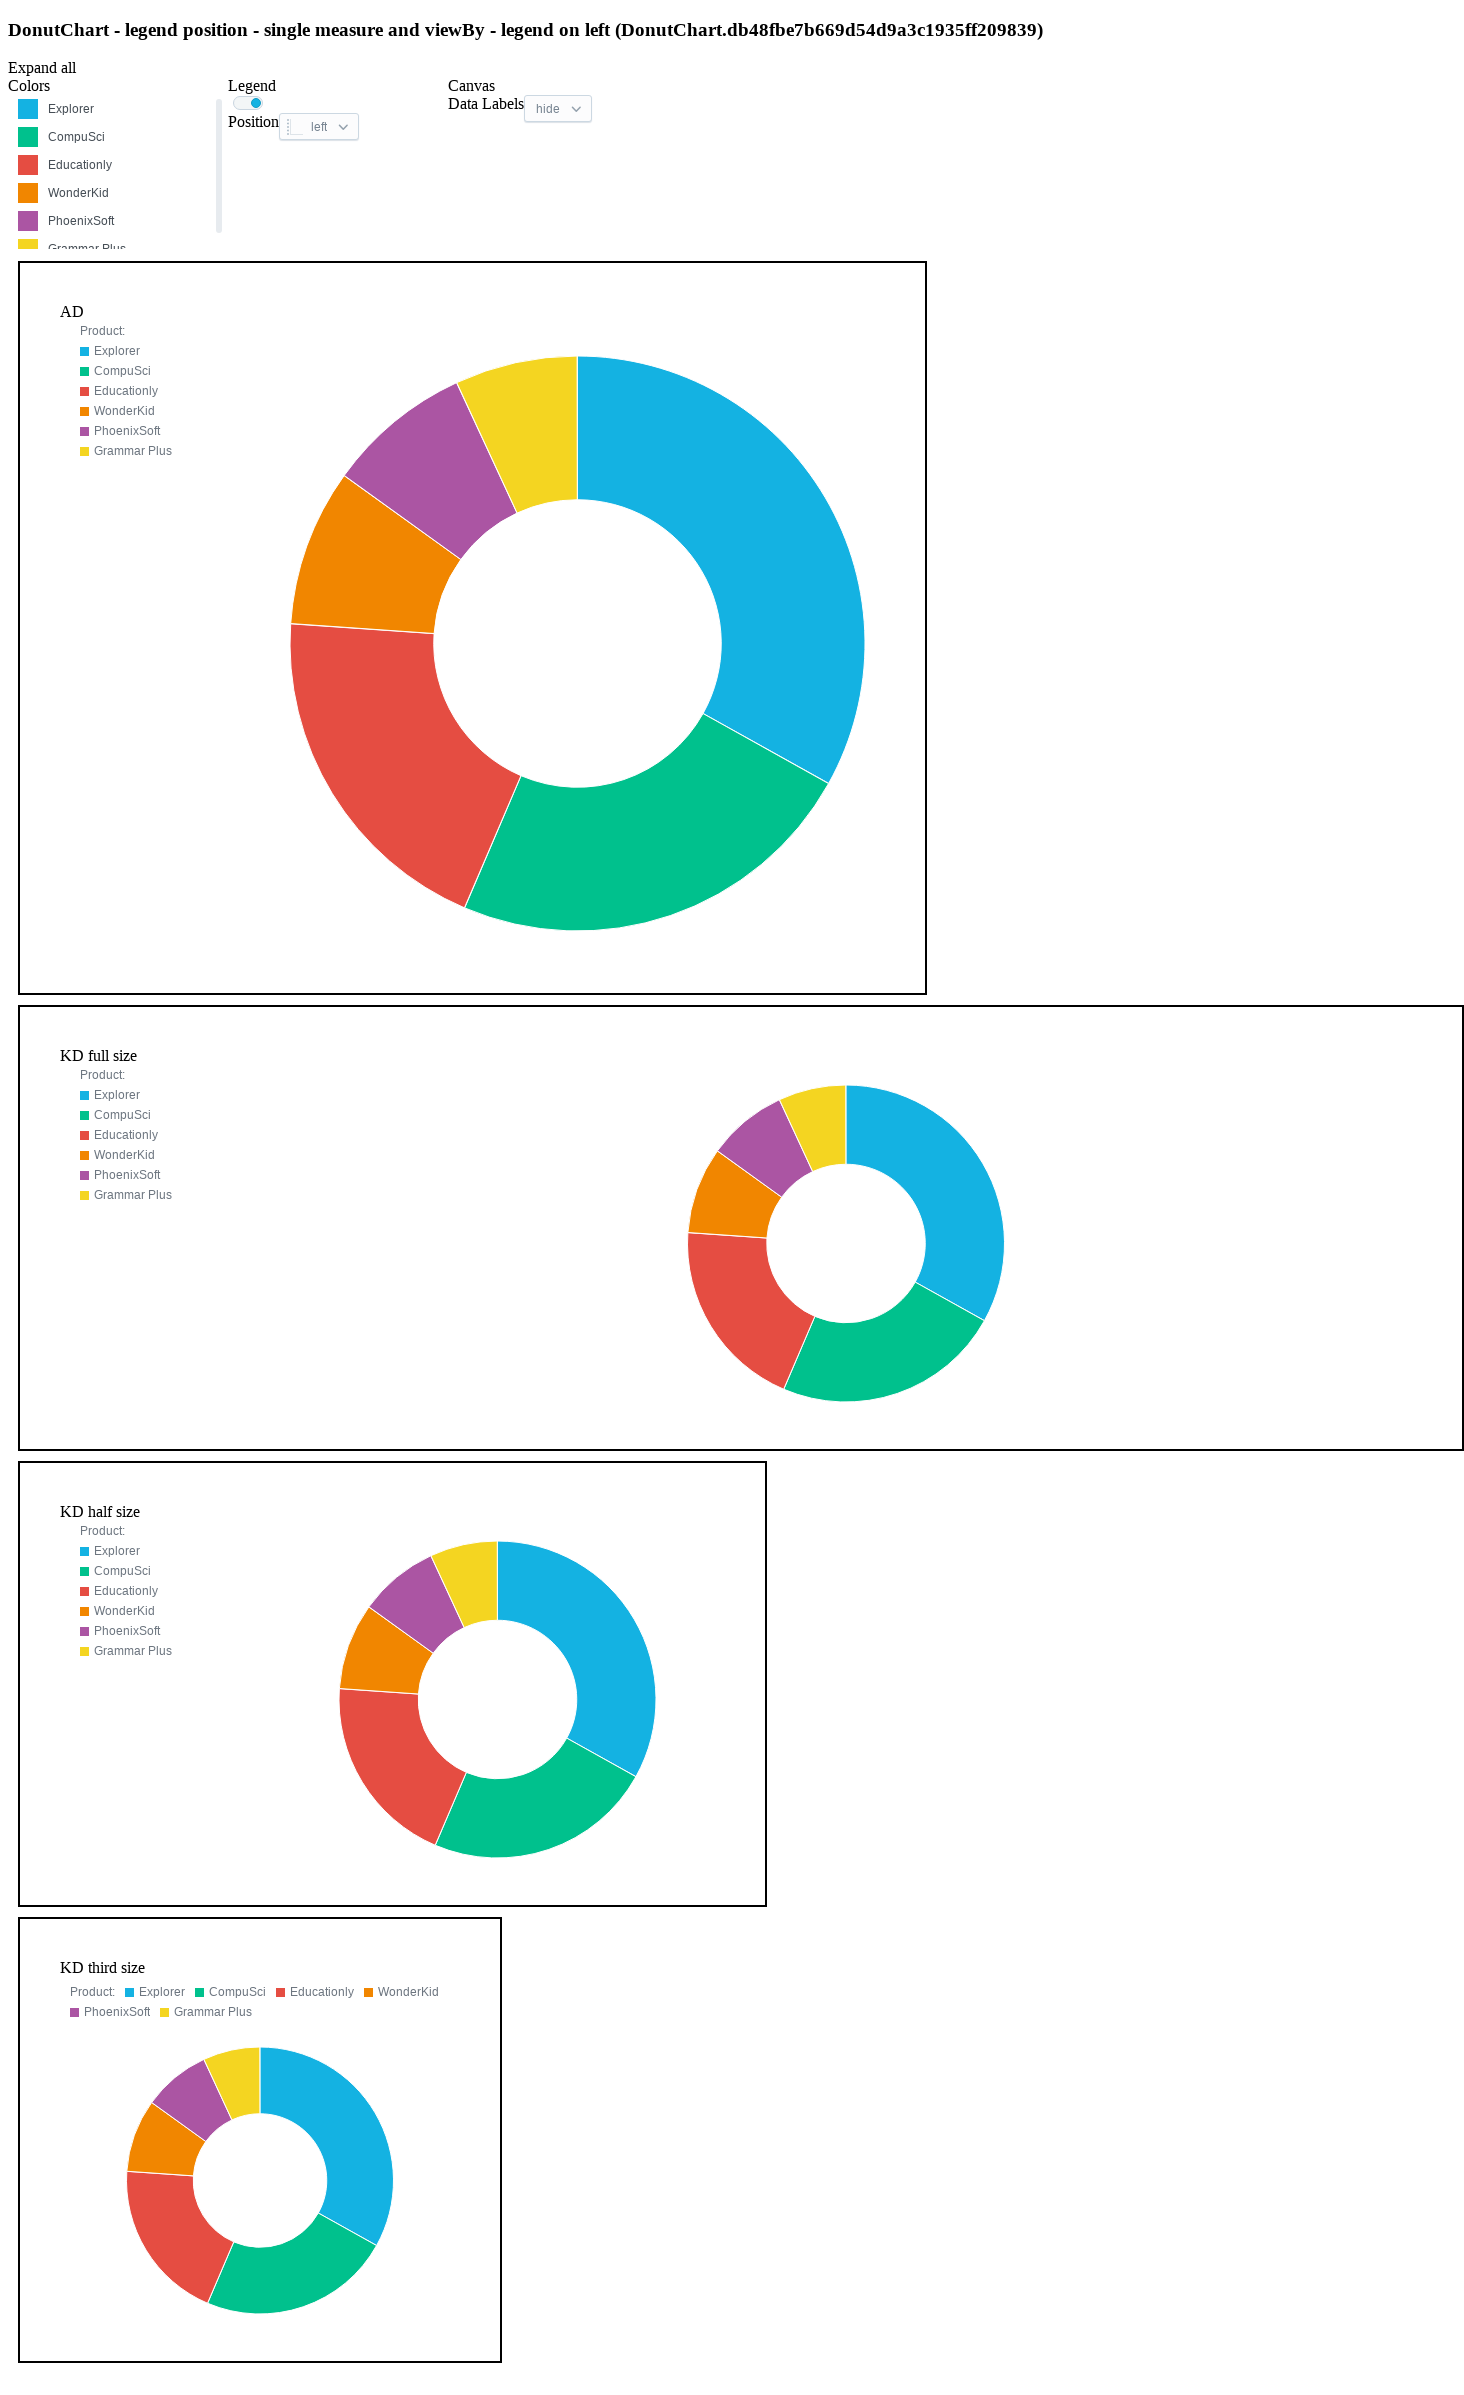 DonutChart - legend position - single measure and viewBy - legend on left (DonutChart.db48fbe7b669d54d9a3c1935ff209839)
Expand all
Colors
Explorer
CompuSci
Educationly
WonderKid
PhoenixSoft
Grammar Plus
Legend
Position left
Canvas
Data Labels hide
AD
Product:
Explorer
CompuSci
Educationly
WonderKid
PhoenixSoft
Grammar Plus
KD full size
Product:
Explorer
CompuSci
Educationly
WonderKid
PhoenixSoft
Grammar Plus
KD half size
Product:
Explorer
CompuSci
Educationly
WonderKid
PhoenixSoft
Grammar Plus
KD third size
Product: Explorer CompuSci Educationly WonderKid
PhoenixSoft Grammar Plus